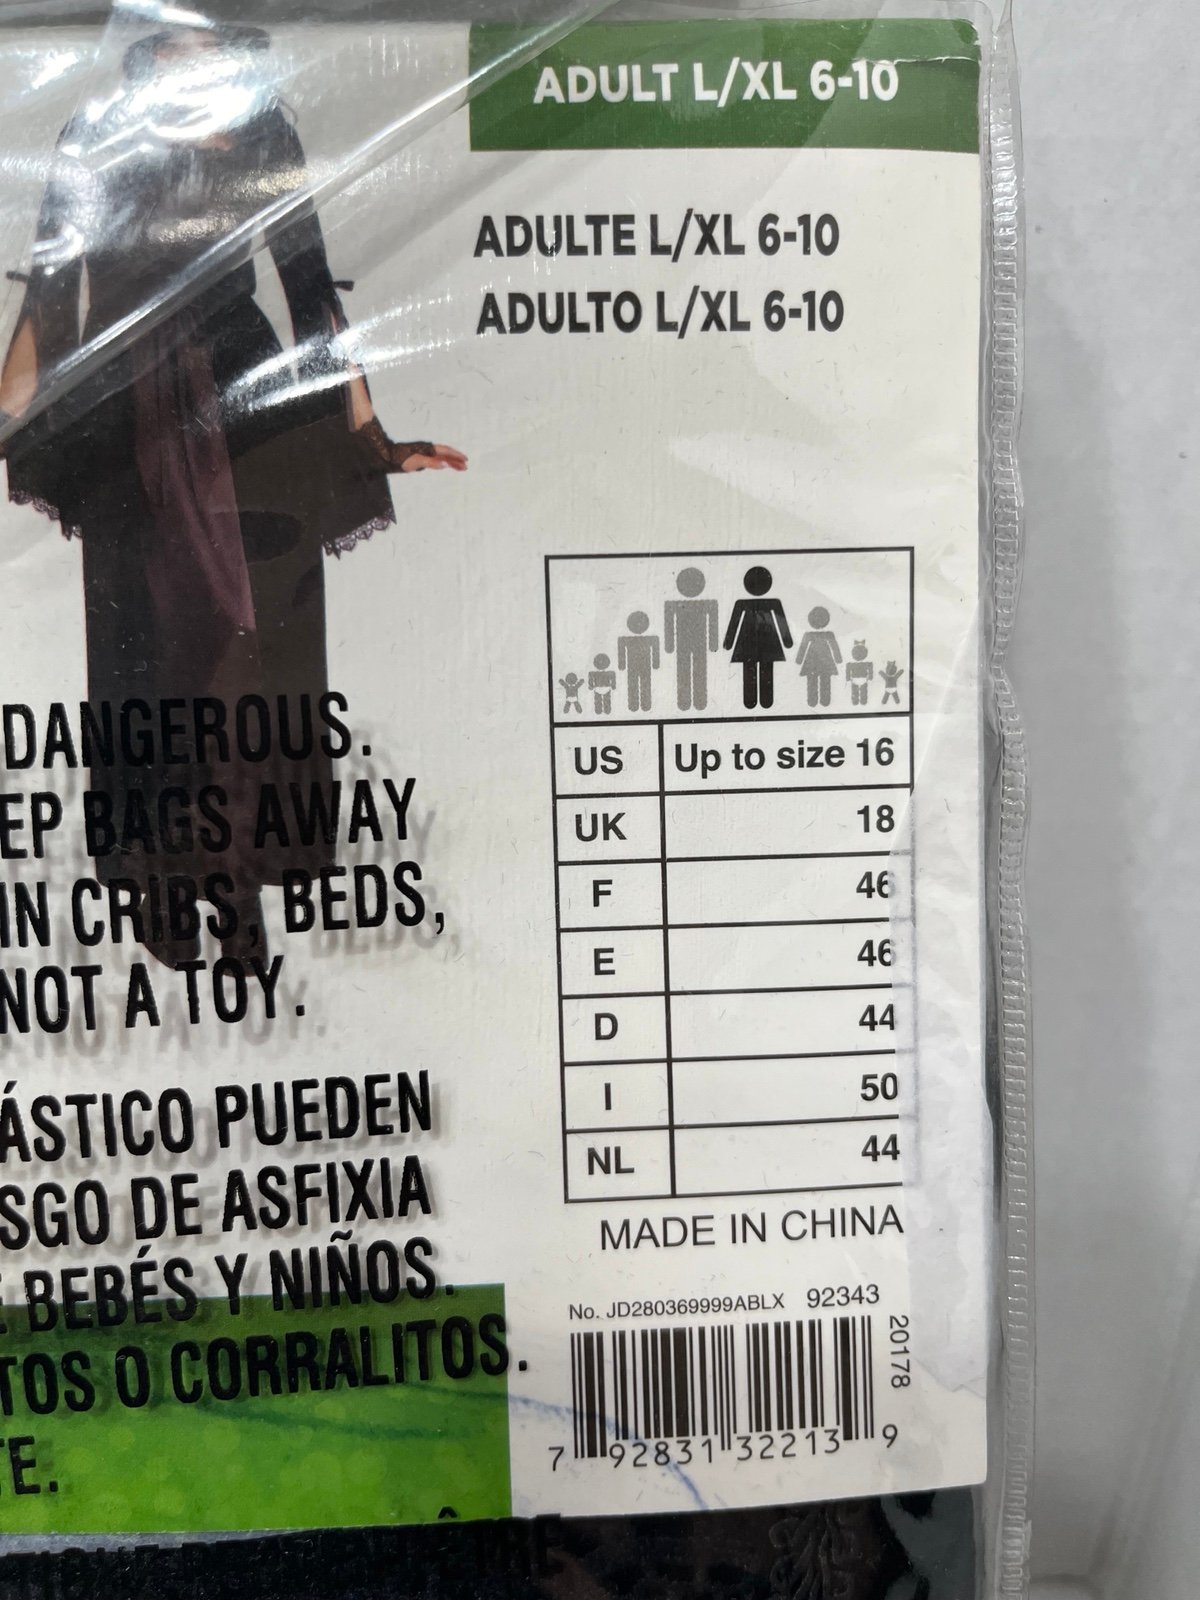 ADULT L/XL 6-10
ADULTE L/XL 6-10
ADULTO L/XL 6-10
DANGEROUS.
EP BAGS AWAY
IN CRIBS, BEDS,
NOT A TOY.
ÁSTICO PUEDEN
SGO DE ASFIXIA
E BEBÉS Y NIÑOS.
TOS O CORRALITOS.
TE.
US Up to size 16
UK 18
F 46
E 46
D 44
I 50
NL 44
MADE IN CHINA
No. JD280369999ABLX 92343
20178
7 92831 32213 9